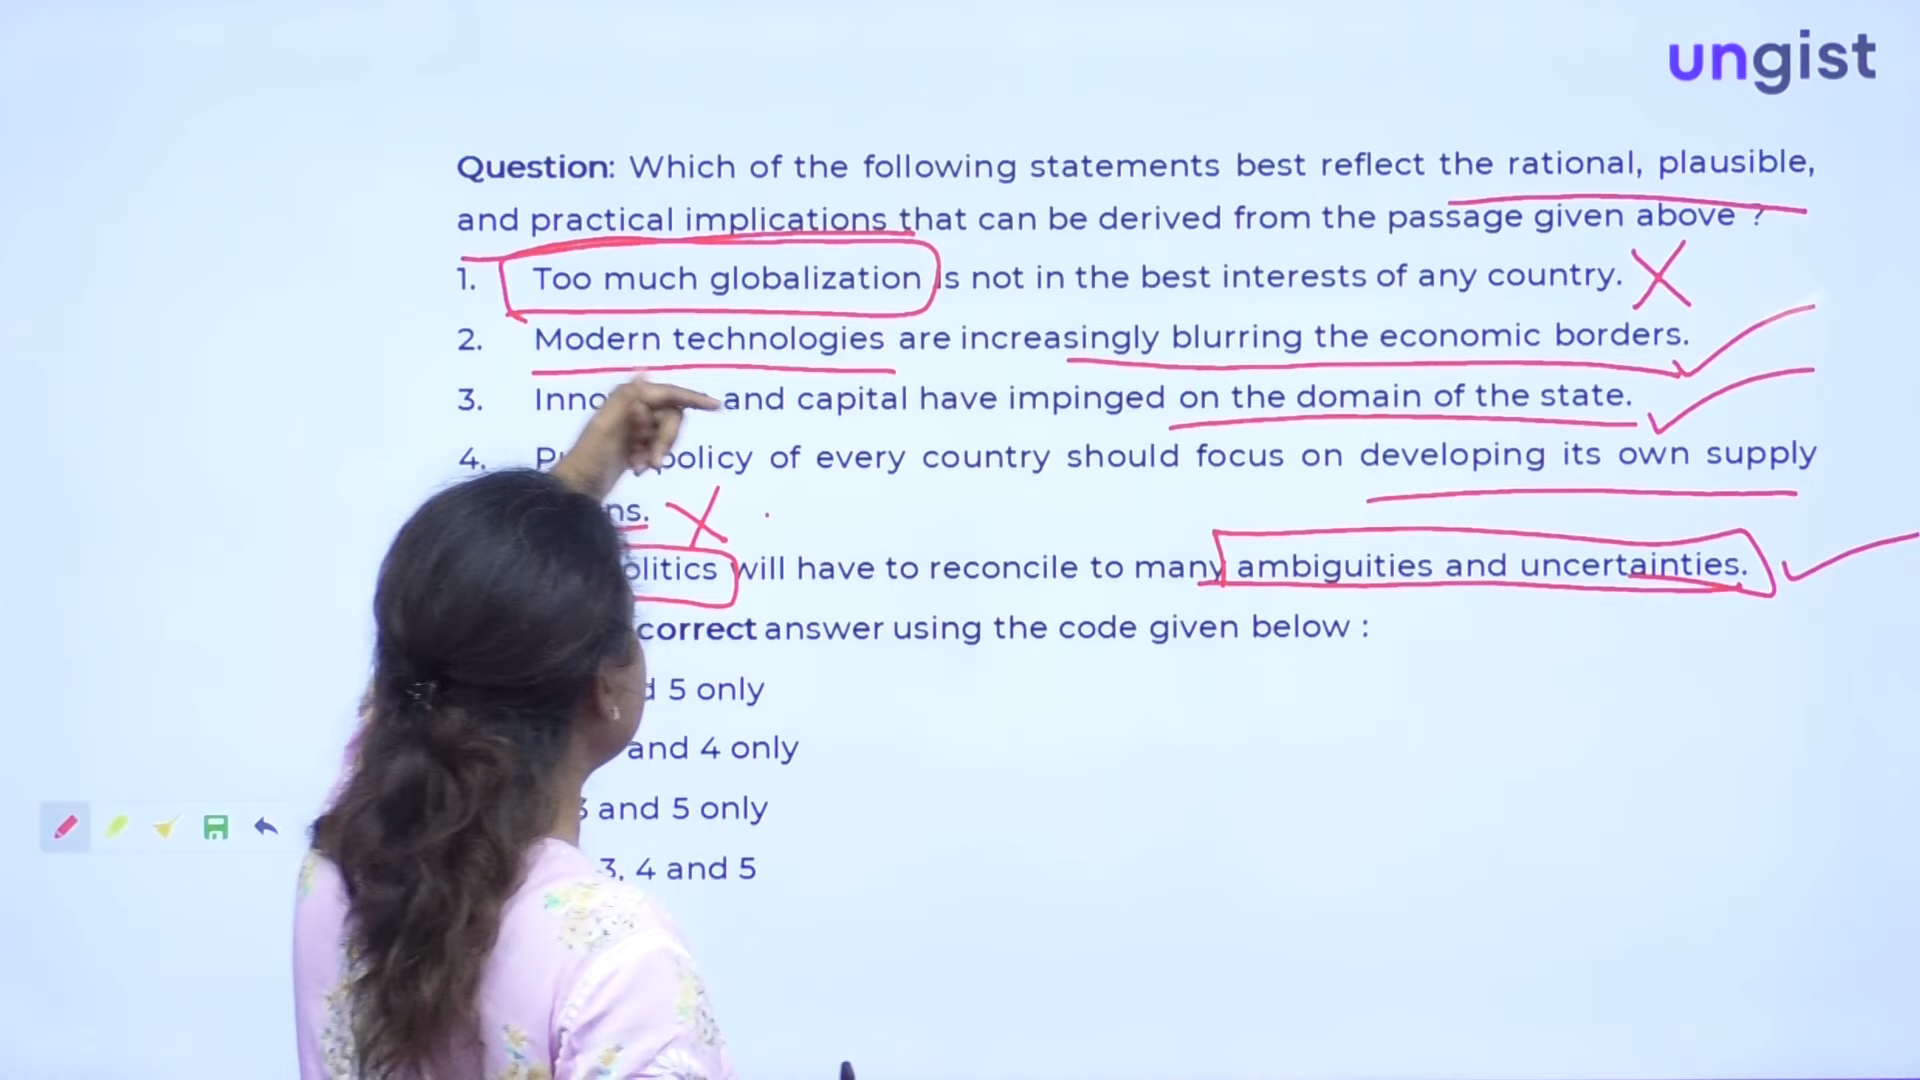 ungist
Question: Which of the following statements best reflect the rational, plausible,
and practical implications that can be derived from the passage given above ?
1. Too much globalization is not in the best interests of any country.
2. Modern technologies are increasingly blurring the economic borders.
3. and capital have impinged on the domain of the state.
4. policy of every country should focus on developing its own supply
will have to reconcile to many ambiguities and uncertainties.
correct answer using the code given below :
5 only
and 4 only
3 and 5 only
3, 4 and 5